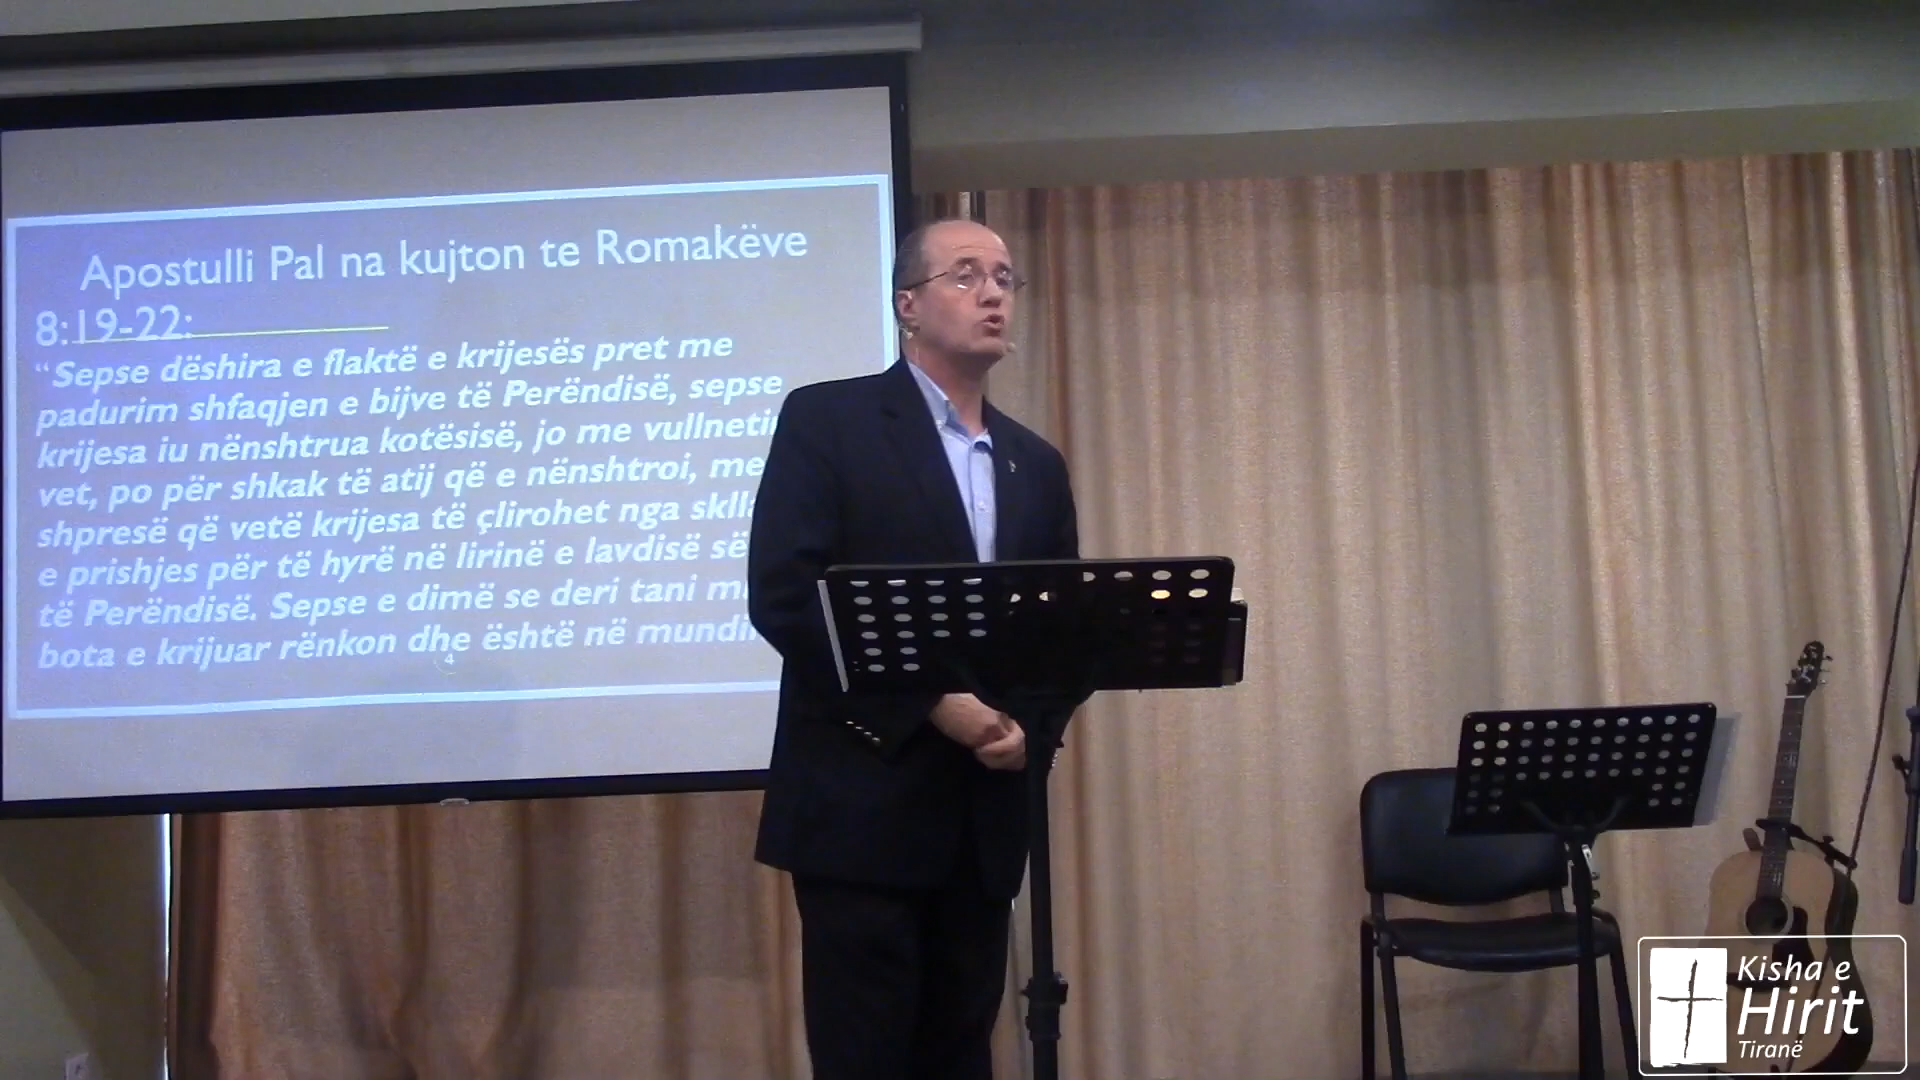 Apostulli Pal na kujton te Romakëve
8:19-22:
“Sepse dëshira e flaktë e krijesës pret me
padurim shfaqjen e bijve të Perëndisë, sepse
krijesa iu nënshtrua kotësisë, jo me
vet, po për shkak të atij që e nënshtroi, me
shpresë që vetë krijesa të çlirohet nga
e prishjes për të hyrë në lirinë e lavdisë së
të Perëndisë. Sepse e dimë se deri tani
bota e krijuar rënkon dhe është në
4
Kisha e
Hirit
Tiranë